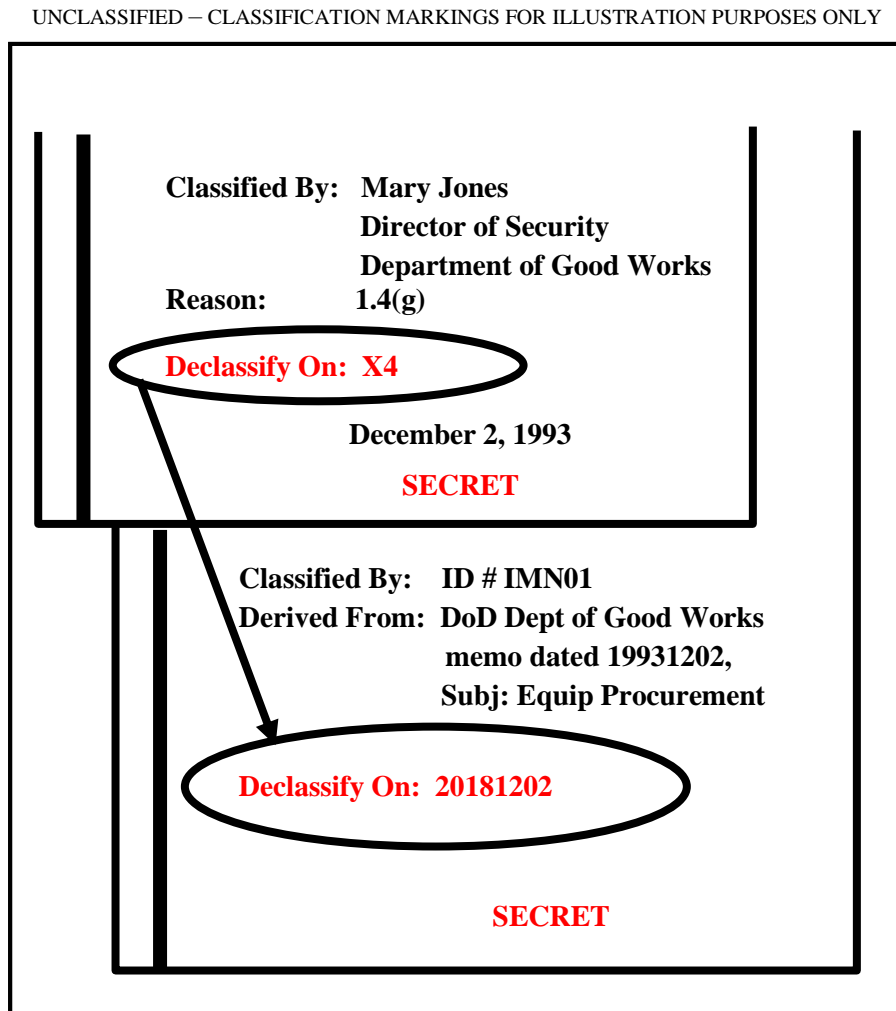 UNCLASSIFIED – CLASSIFICATION MARKINGS FOR ILLUSTRATION PURPOSES ONLY
Classified By: Mary Jones
Director of Security
Department of Good Works
Reason: 1.4(g)
Declassify On: X4
December 2, 1993
SECRET
Classified By: ID # IMN01
Derived From: DoD Dept of Good Works
memo dated 19931202,
Subj: Equip Procurement
Declassify On: 20181202
SECRET